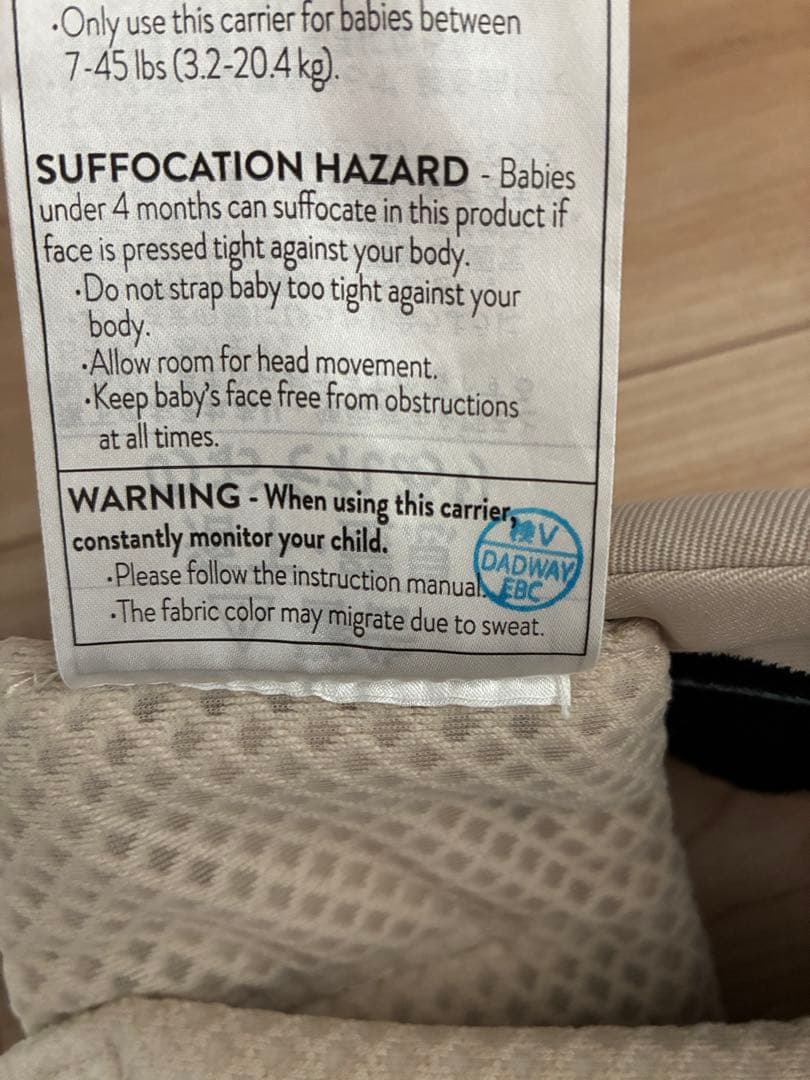 ·Only use this carrier for babies between
7-45 lbs (3.2-20.4 kg).
SUFFOCATION HAZARD - Babies
under 4 months can suffocate in this product if
face is pressed tight against your body.
·Do not strap baby too tight against your
body.
·Allow room for head movement.
·Keep baby's face free from obstructions
at all times.
WARNING - When using this carrier,
constantly monitor your child.
·Please follow the instruction manual.
·The fabric color may migrate due to sweat.
V
DADWAY
EBC